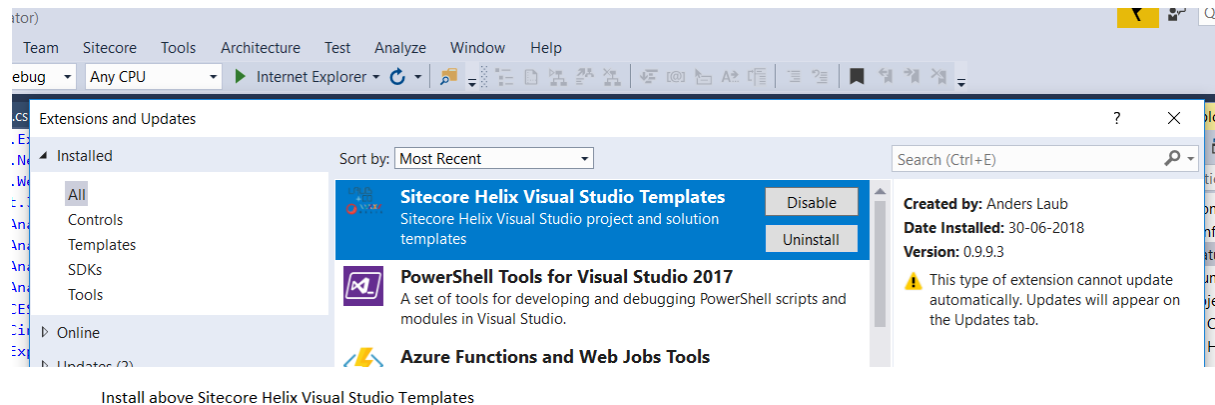 Team Sitecore Tools Architecture Test Analyze Window Help
Any CPU Internet Explorer
Extensions and Updates ? ×
Installed
All
Controls
Templates
SDKs
Tools
Online
Updates (2)
Sort by: Most Recent
Sitecore Helix Visual Studio Templates
Sitecore Helix Visual Studio project and solution
templates
Disable
Uninstall
PowerShell Tools for Visual Studio 2017
A set of tools for developing and debugging PowerShell scripts and
modules in Visual Studio.
Azure Functions and Web Jobs Tools
Search (Ctrl+E)
Created by: Anders Laub
Date Installed: 30-06-2018
Version: 0.9.9.3
This type of extension cannot update
automatically. Updates will appear on
the Updates tab.
Install above Sitecore Helix Visual Studio Templates